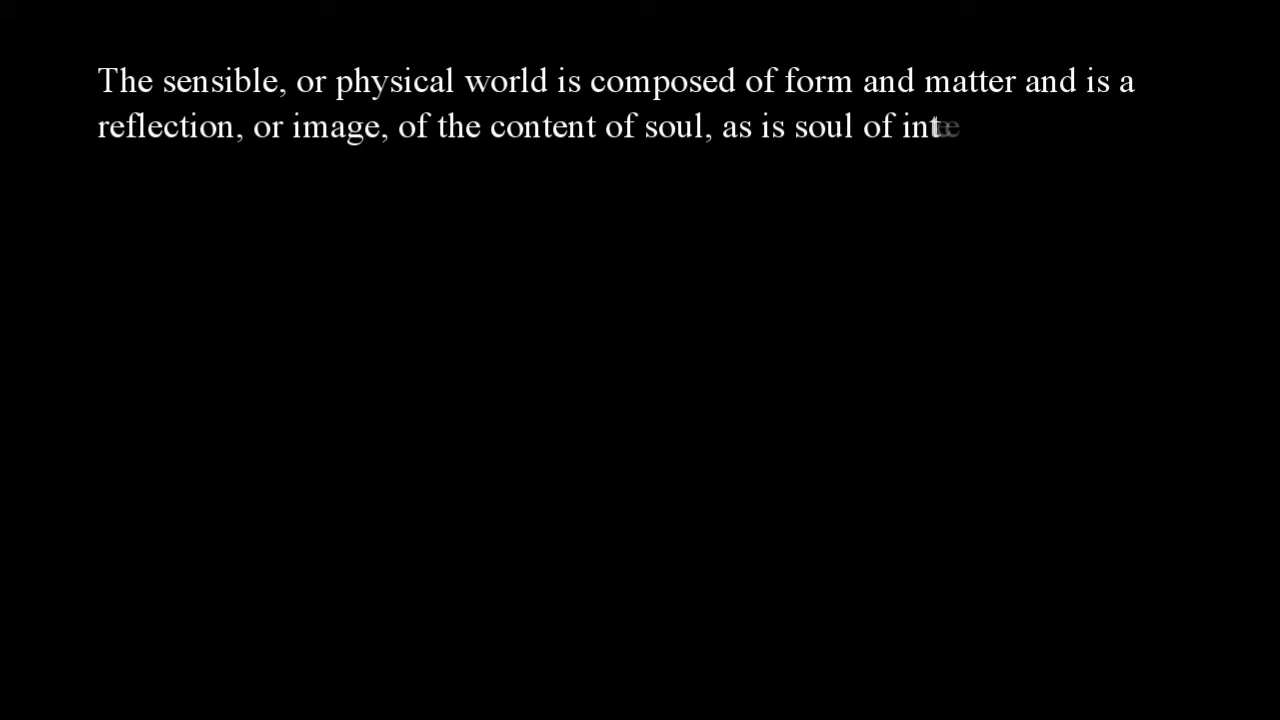 The sensible, or physical world is composed of form and matter and is a
reflection, or image, of the content of soul, as is soul of int